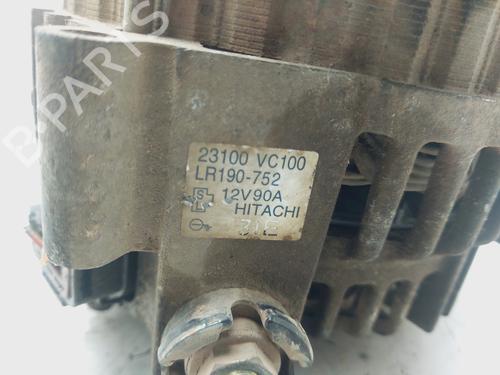 B-PARTS
23100 VC100
LR190-752
12V90A
HITACHI